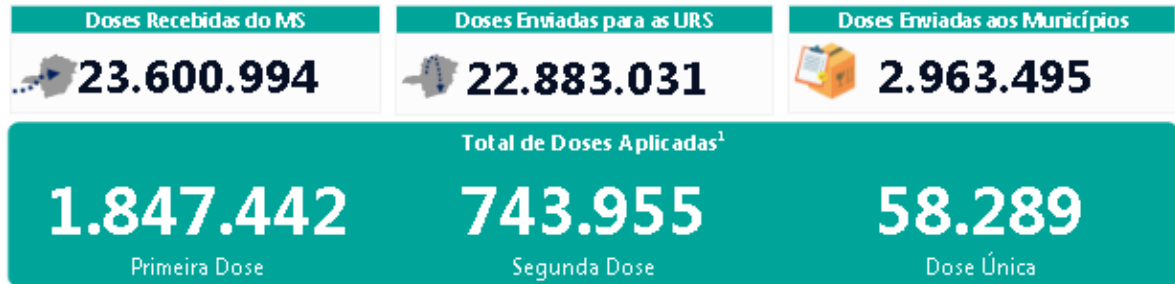 Doses Recebidas do MS
Doses Enviadas para as URS
Doses Enviadas aos Municípios
23.600.994
22.883.031
2.963.495
Total de Doses Aplicadas¹
1.847.442
743.955
58.289
Primeira Dose
Segunda Dose
Dose Única